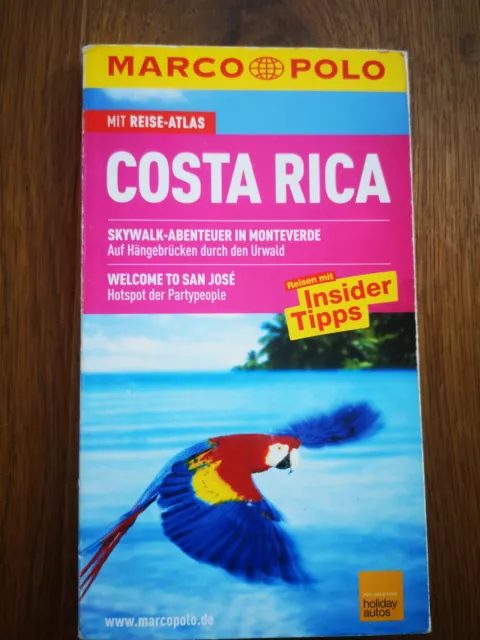 MARCO POLO
MIT REISE-ATLAS
COSTA RICA
SKYWALK-ABENTEUER IN MONTEVERDE
Auf Hängebrücken durch den Urwald
WELCOME TO SAN JOSÉ
Hotspot der Partypeople
Reisen mit
Insider
Tipps
www.marcopolo.de
holiday
autos